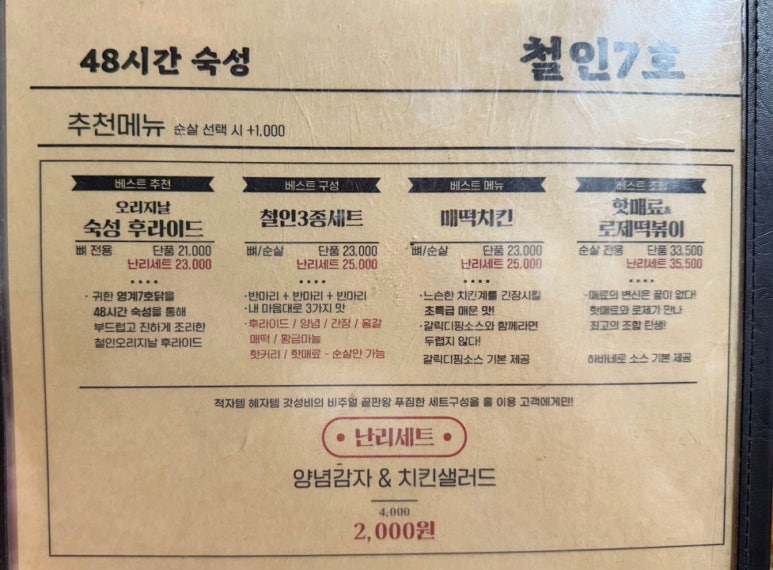 48시간 숙성
철인7호
추천메뉴 순살 선택 시 +1,000
베스트 추천
오리지날
숙성 후라이드
뼈 전용 단품 21,000
난리세트 23,000
· 귀한 영계7호닭을
48시간 숙성을 통해
부드럽고 진하게 조리한
철인오리지날 후라이드
베스트 구성
철인3종세트
뼈/순살 단품 23,000
난리세트 25,000
· 반마리 + 반마리 + 반마리
· 내 마음대로 3가지 맛
· 후라이드 / 양념 / 간장 / 홍갈
매떡 / 황금마늘
핫커리 / 핫매료 - 순살만 가능
베스트 메뉴
매떡치킨
뼈/순살 단품 23,000
난리세트 25,000
· 느슨한 치킨계를 긴장시킬
초특급 매운 맛!
· 갈릭디핑소스와 함께라면
두렵지 않다!
갈릭디핑소스 기본 제공
베스트 조합
핫매료&
로제떡볶이
순살 전용 단품 33,500
난리세트 35,500
· 매료의 변신은 끝이 없다!
핫매료와 로제가 만나
최고의 조합 탄생!
하바네로 소스 기본 제공
적자템 혜자템 갓성비의 비주얼 끝판왕 푸짐한 세트구성을 홀 이용 고객에게만!
• 난리세트 •
양념감자 & 치킨샐러드
4,000
2,000원